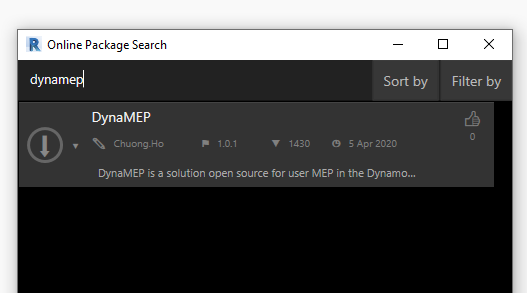 Online Package Search
dynamep
Sort by
Filter by
DynaMEP
Chuong.Ho
1.0.1
1430
5 Apr 2020
0
DynaMEP is a solution open source for user MEP in the Dynamo...